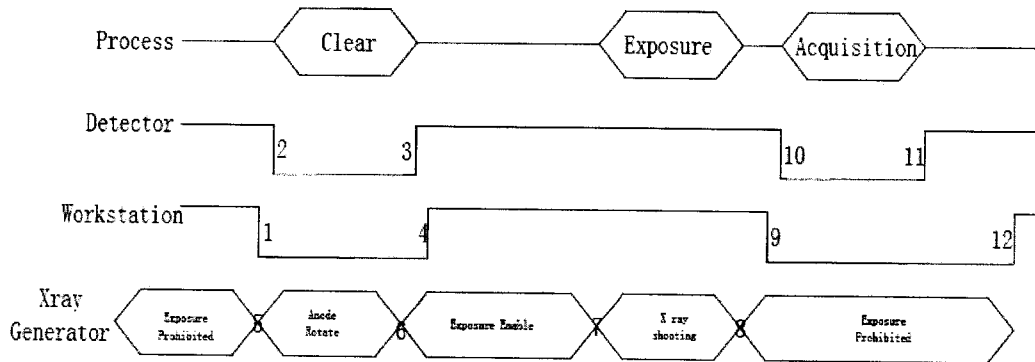 Process
Clear
Exposure
Acquisition
Detector
2
3
10
11
Workstation
1
4
9
12
Xray
Generator
Exposure
Prohibited
5
Anode
Rotate
6
Exposure Enable
7
X ray
shooting
8
Exposure
Prohibited